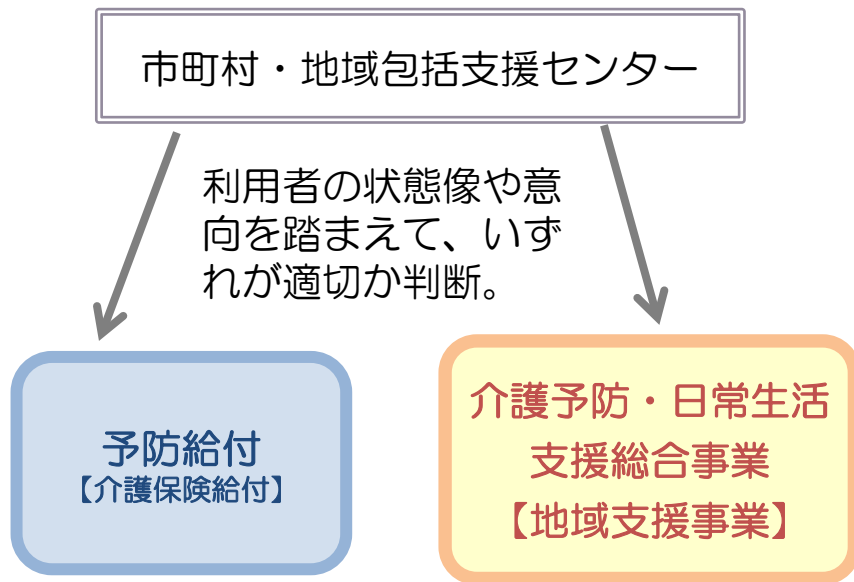 市町村・地域包括支援センター
利用者の状態像や意
向を踏まえて、いず
れが適切か判断。
予防給付
【介護保険給付】
介護予防・日常生活
支援総合事業
【地域支援事業】